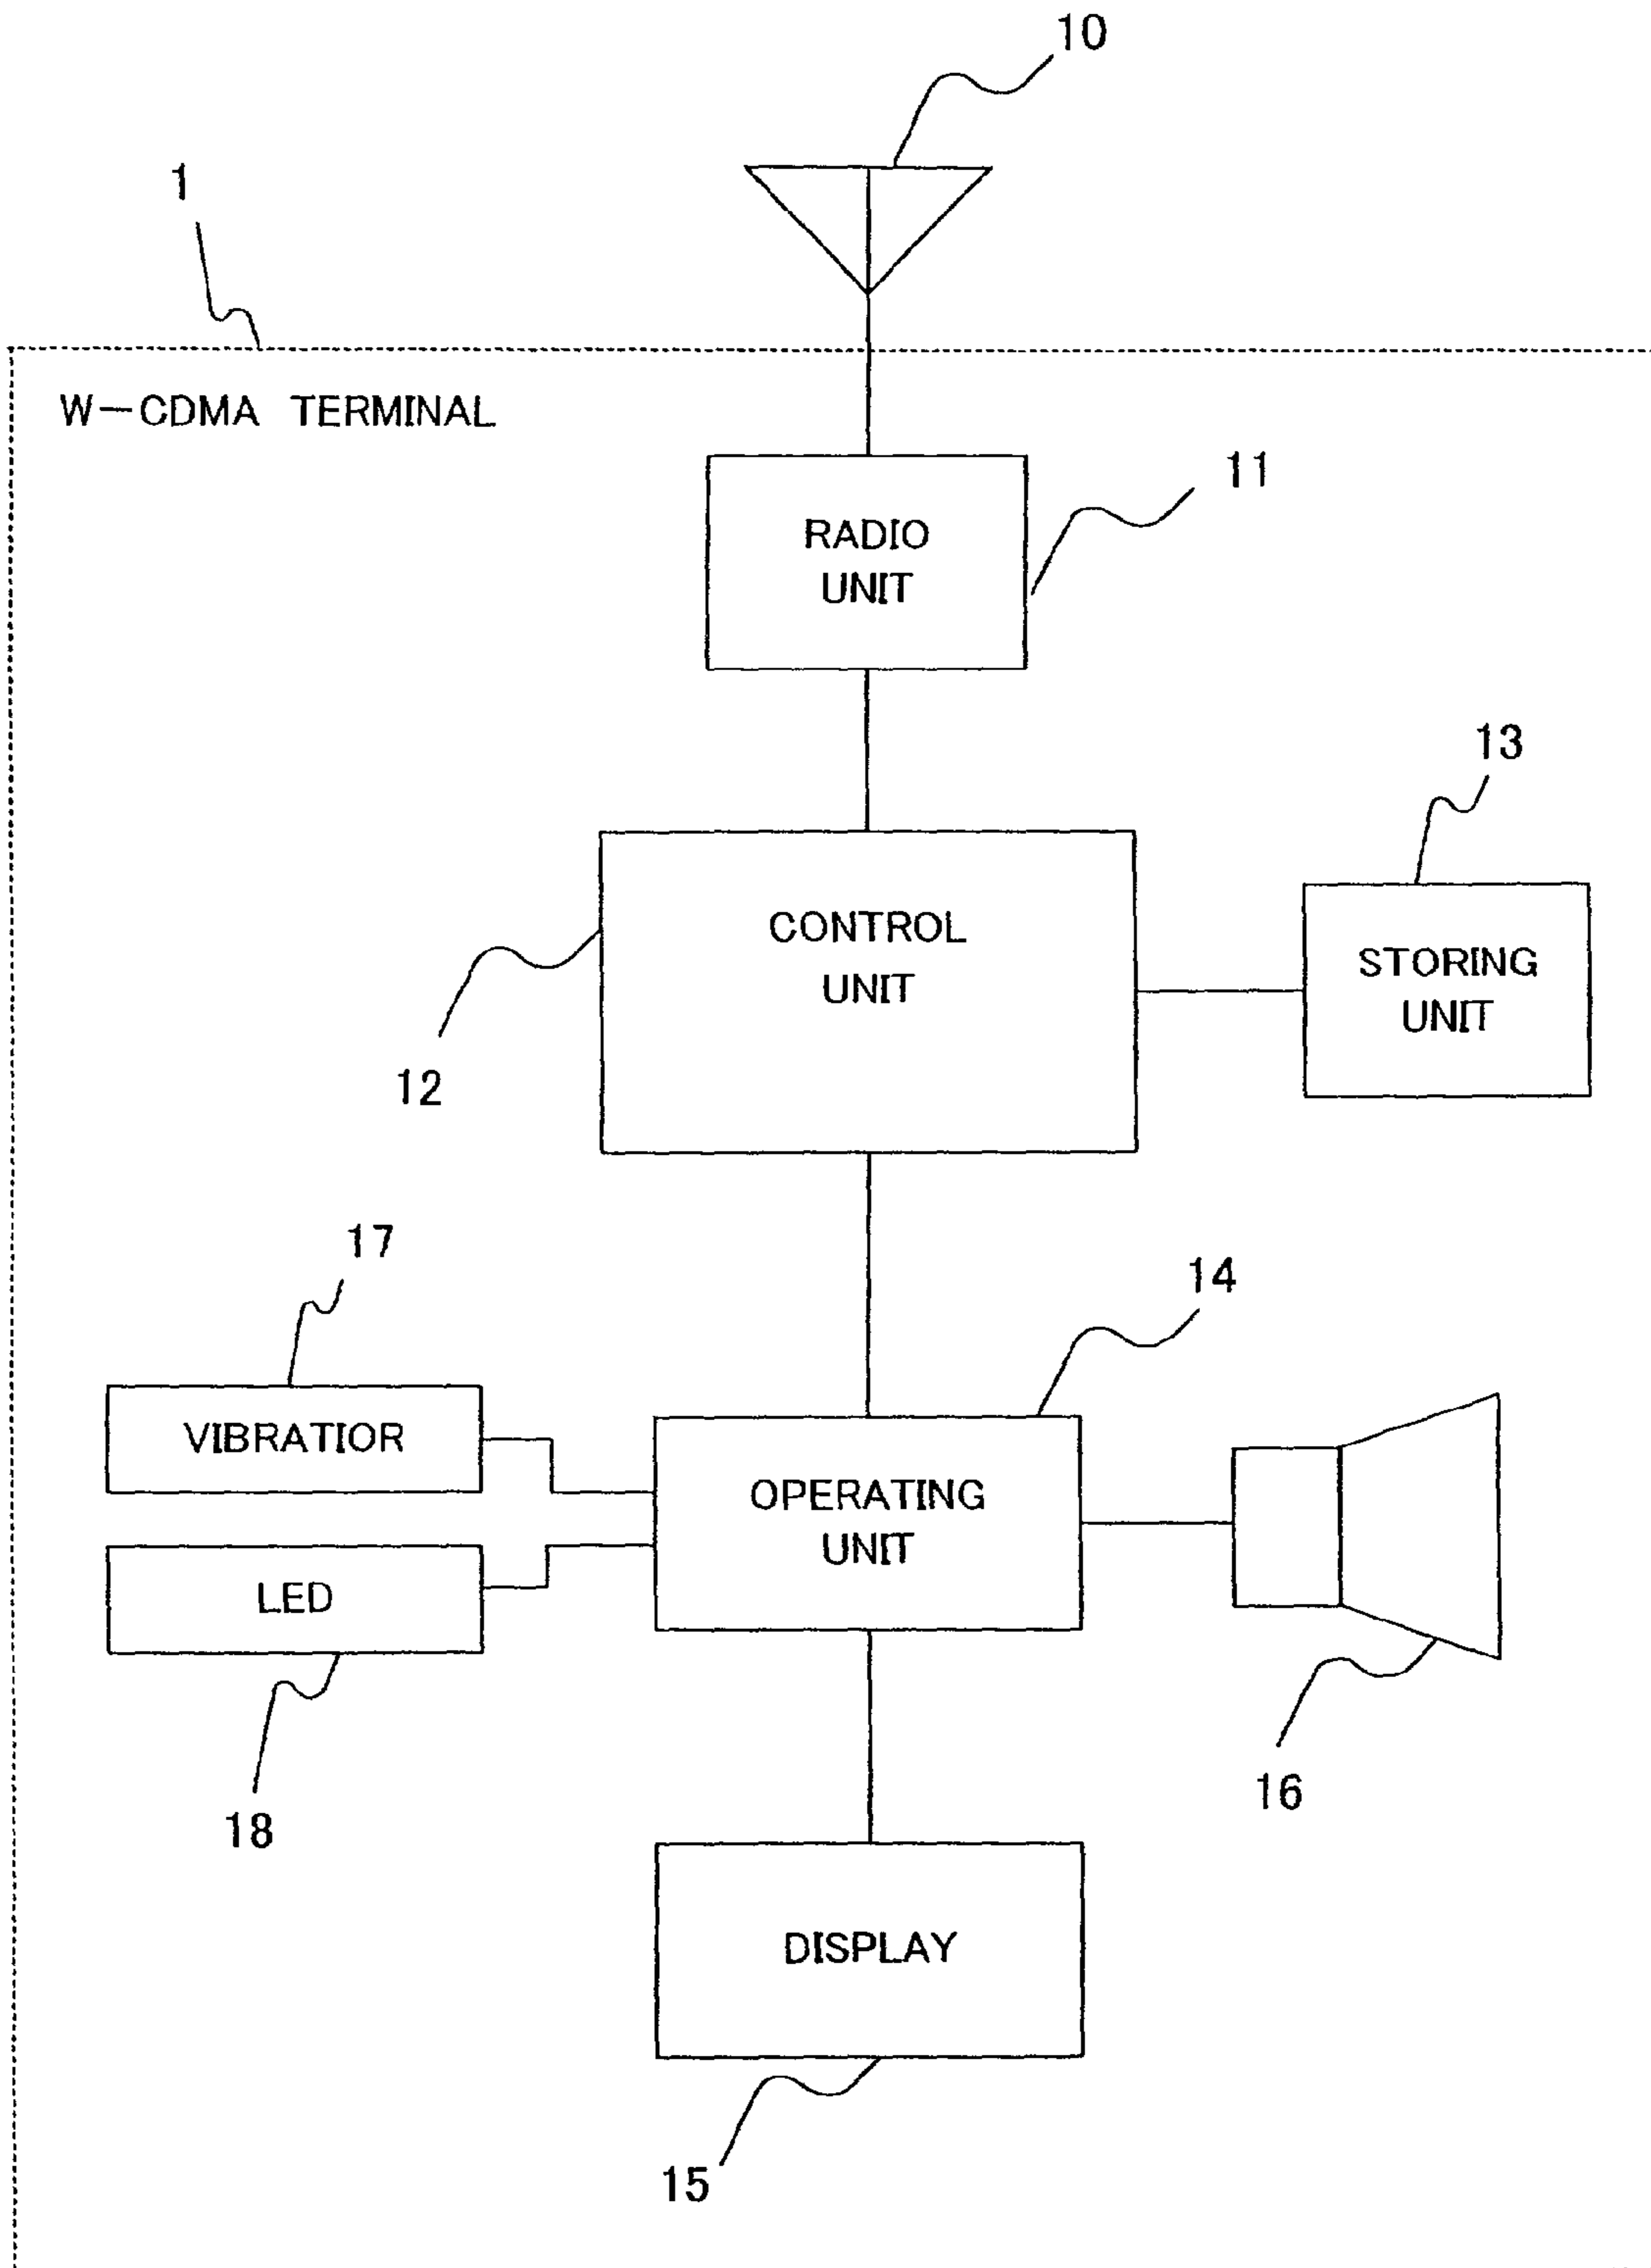 10
1
W-CDMA TERMINAL
11
RADIO
UNIT
13
CONTROL
UNIT
STORING
UNIT
12
17
14
VIBRATIOR
OPERATING
UNIT
LED
16
18
DISPLAY
15